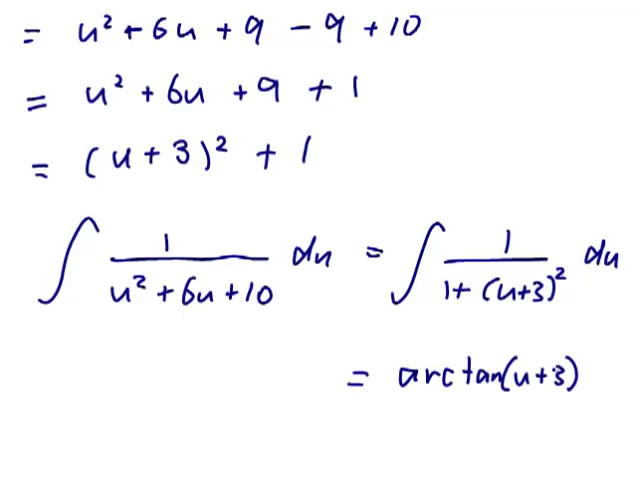 = u² + 6u + 9 - 9 + 10
= u² + 6u + 9 + 1
= (u + 3)² + 1
∫ 1/(u² + 6u + 10) du = ∫ 1/(1 + (u+3)²) du
= arctan(u+3)